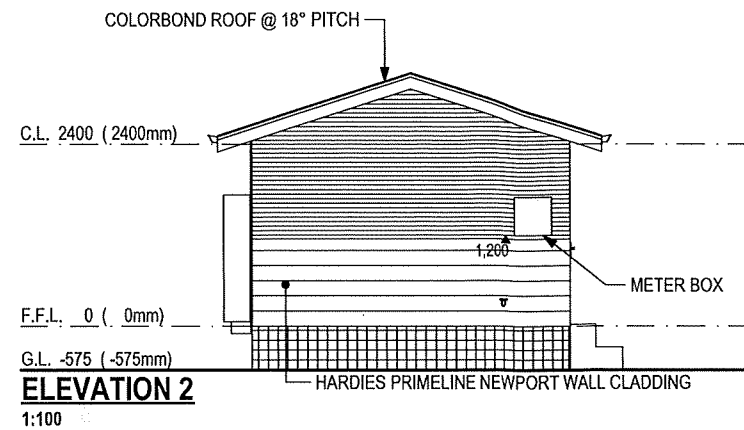 COLORBOND ROOF @ 18° PITCH
C.L. 2400 ( 2400mm)
1,200
METER BOX
F.F.L. 0 ( 0mm)
G.L. -575 (-575mm)
HARDIES PRIMELINE NEWPORT WALL CLADDING
ELEVATION 2
1:100